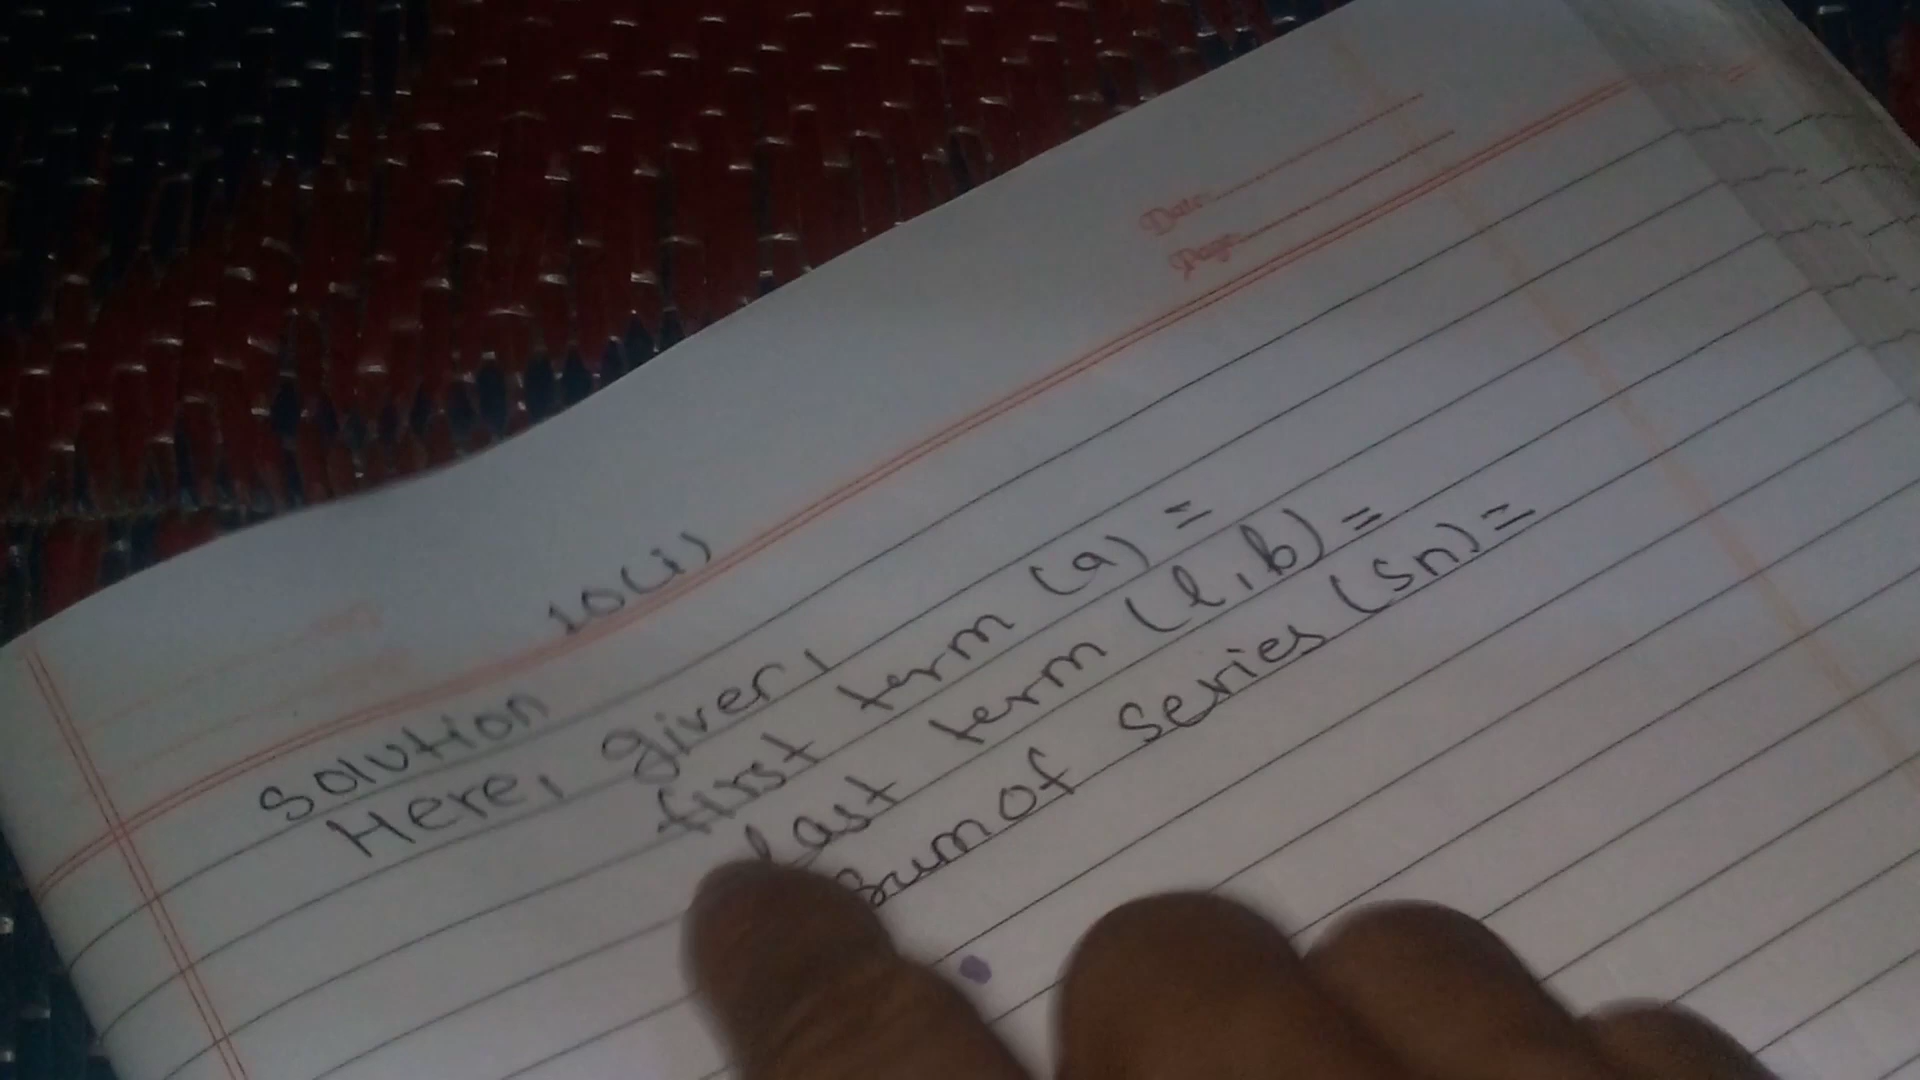 Date
Page
10(i)
Solution
Here, given,
first term (a) =
last term (l, b) =
Sum of Series (Sn) =